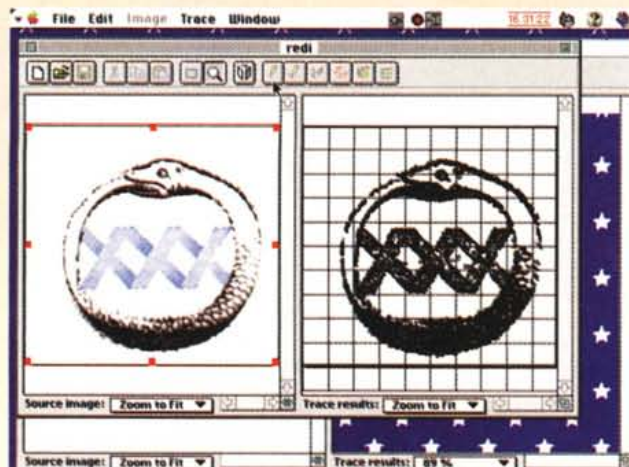 File Edit Image Trace Window 16:31:22
redi
Source image: Zoom to fit Trace results: Zoom to fit
Source image: Zoom to fit Trace results: 69 %